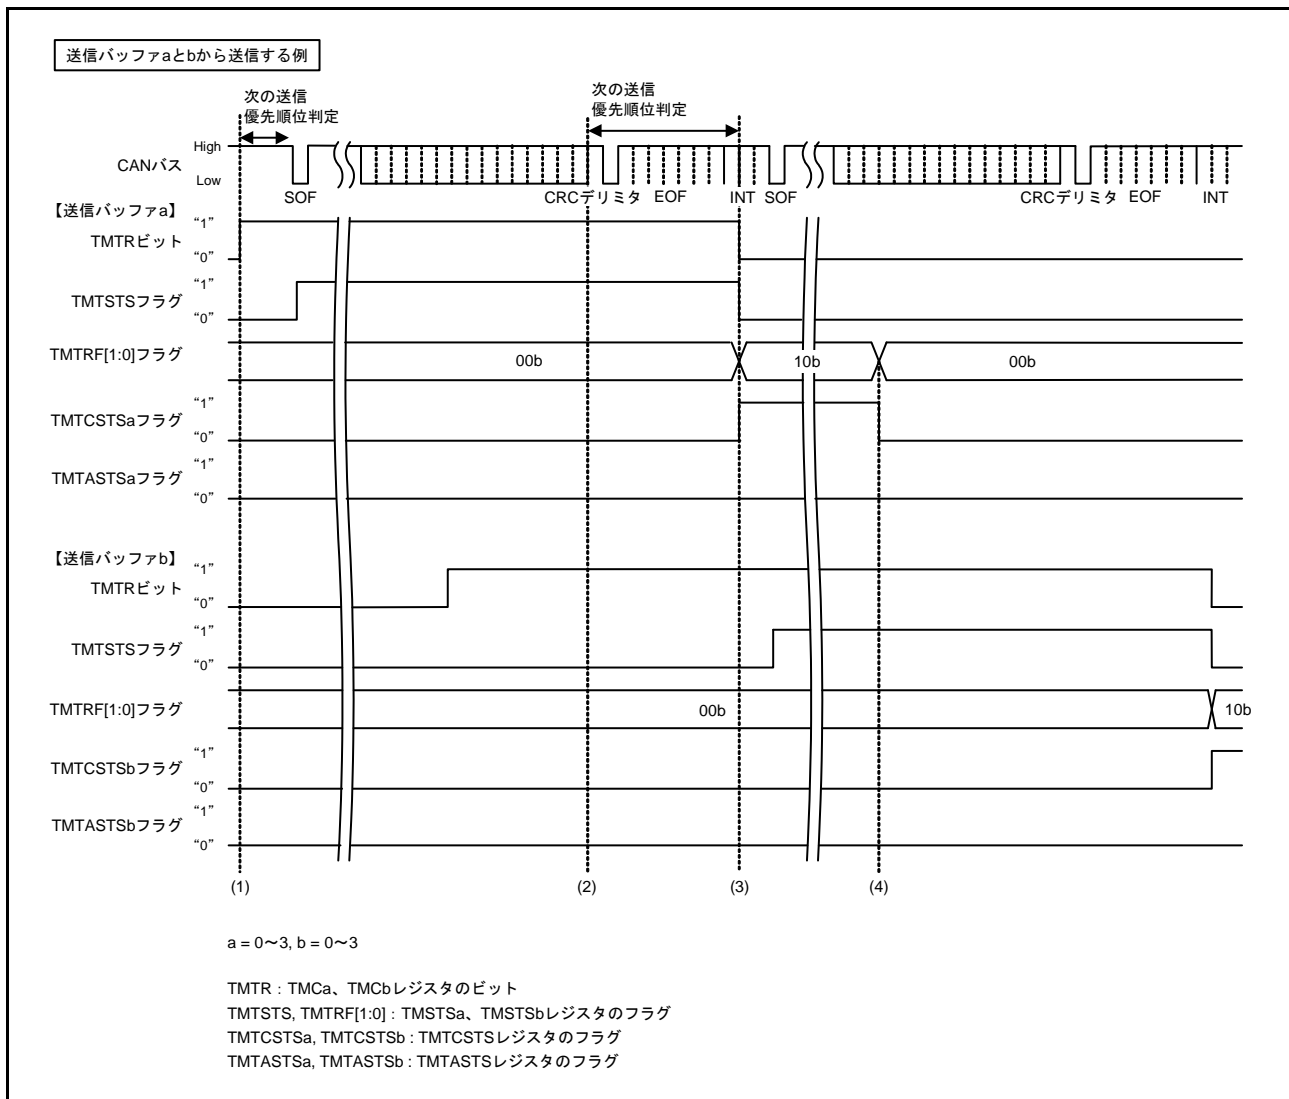 送信バッファaとbから送信する例
次の送信
優先順位判定
次の送信
優先順位判定
CANバス
High
Low
SOF
CRCデリミタ
EOF
INT
SOF
CRCデリミタ
EOF
INT
【送信バッファa】
TMTRビット
“1”
“0”
TMTSTSフラグ
“1”
“0”
TMTRF[1:0]フラグ
00b
10b
00b
TMTCSTSaフラグ
“1”
“0”
TMTASTSaフラグ
“1”
“0”
【送信バッファb】
TMTRビット
“1”
“0”
TMTSTSフラグ
“1”
“0”
TMTRF[1:0]フラグ
00b
10b
TMTCSTSbフラグ
“1”
“0”
TMTASTSbフラグ
“1”
“0”
(1)
(2)
(3)
(4)
a = 0～3, b = 0～3
TMTR : TMCa、TMCbレジスタのビット
TMTSTS, TMTRF[1:0] : TMSTSa、TMSTSbレジスタのフラグ
TMTCSTSa, TMTCSTSb : TMTCSTSレジスタのフラグ
TMTASTSa, TMTASTSb : TMTASTSレジスタのフラグ